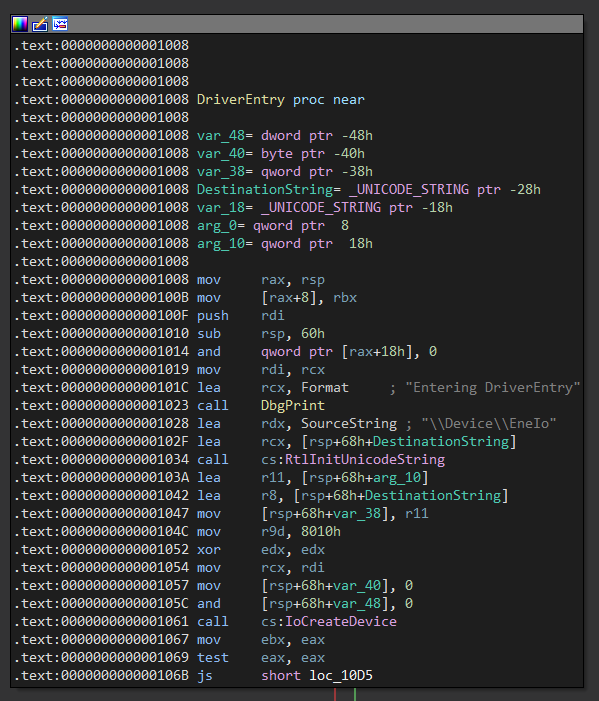 .text:0000000000001008
.text:0000000000001008
.text:0000000000001008
.text:0000000000001008 DriverEntry proc near
.text:0000000000001008
.text:0000000000001008 var_48= dword ptr -48h
.text:0000000000001008 var_40= byte ptr -40h
.text:0000000000001008 var_38= qword ptr -38h
.text:0000000000001008 DestinationString= _UNICODE_STRING ptr -28h
.text:0000000000001008 var_18= _UNICODE_STRING ptr -18h
.text:0000000000001008 arg_0= qword ptr  8
.text:0000000000001008 arg_10= qword ptr  18h
.text:0000000000001008
.text:0000000000001008 mov     rax, rsp
.text:000000000000100B mov     [rax+8], rbx
.text:000000000000100F push    rdi
.text:0000000000001010 sub     rsp, 60h
.text:0000000000001014 and     qword ptr [rax+18h], 0
.text:0000000000001019 mov     rdi, rcx
.text:000000000000101C lea     rcx, Format     ; "Entering DriverEntry"
.text:0000000000001023 call    DbgPrint
.text:0000000000001028 lea     rdx, SourceString ; "\\Device\\EneIo"
.text:000000000000102F lea     rcx, [rsp+68h+DestinationString]
.text:0000000000001034 call    cs:RtlInitUnicodeString
.text:000000000000103A lea     r11, [rsp+68h+arg_10]
.text:0000000000001042 lea     r8, [rsp+68h+DestinationString]
.text:0000000000001047 mov     [rsp+68h+var_38], r11
.text:000000000000104C mov     r9d, 8010h
.text:0000000000001052 xor     edx, edx
.text:0000000000001054 mov     rcx, rdi
.text:0000000000001057 mov     [rsp+68h+var_40], 0
.text:000000000000105C and     [rsp+68h+var_48], 0
.text:0000000000001061 call    cs:IoCreateDevice
.text:0000000000001067 mov     ebx, eax
.text:0000000000001069 test    eax, eax
.text:000000000000106B js      short loc_10D5